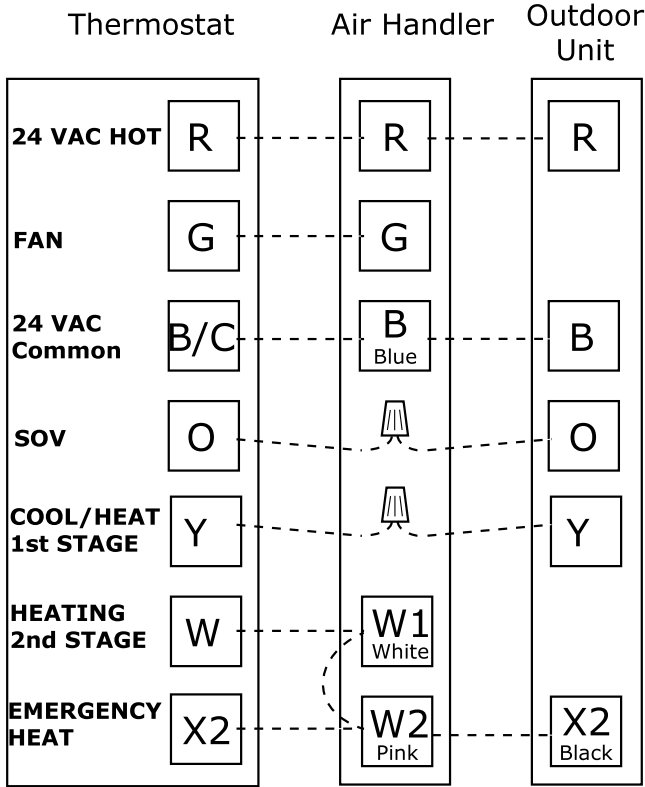 Thermostat
Air Handler
Outdoor
Unit
24 VAC HOT
R
R
R
FAN
G
G
24 VAC
Common
B/C
B
Blue
B
SOV
O
O
COOL/HEAT
1st STAGE
Y
Y
HEATING
2nd STAGE
W
W1
White
EMERGENCY
HEAT
X2
W2
Pink
X2
Black